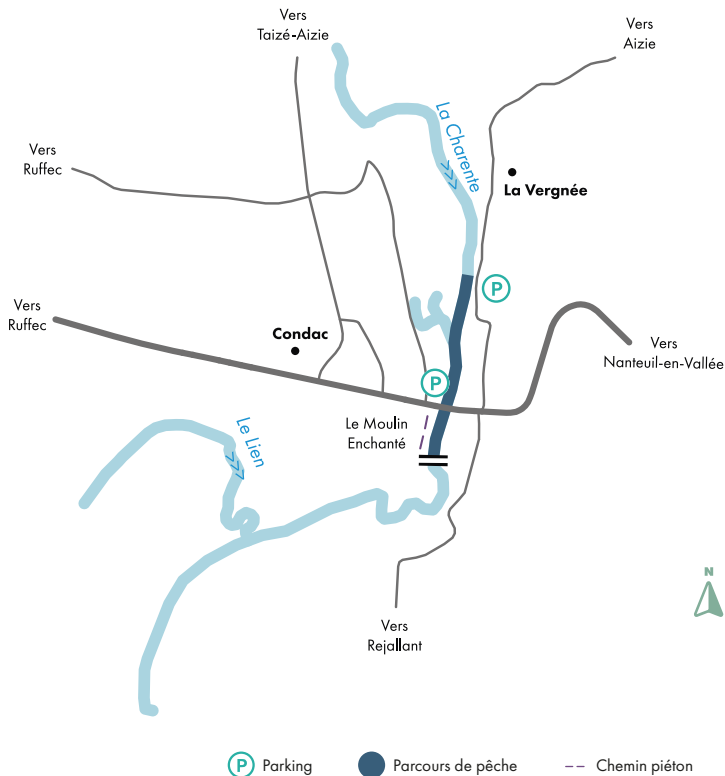 Vers
Taizé-Aizie
Vers
Aizie
La Charente
>>>
Vers
Ruffec
La Vergnée
P
Vers
Ruffec
Condac
Vers
Nanteuil-en-Vallée
P
Le Moulin
Enchanté
Le Lien
>>>
N
Vers
Rejallant
P Parking
Parcours de pêche
Chemin piéton